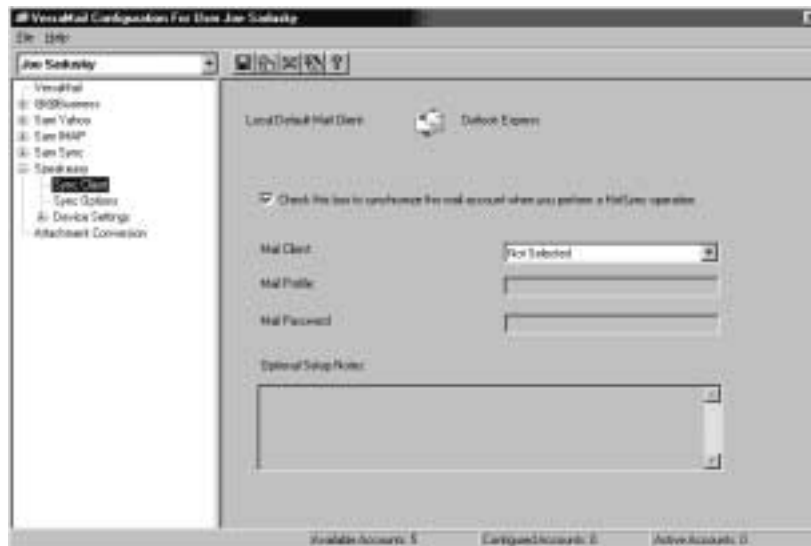 VersaMail Configuration For User Joe Sadusky
File Help
Joe Sadusky
VersaMail
Sam Yahoo
Sam IMAP
Sam Sync
Speakeasy
Sync Client
Sync Options
Device Settings
Attachment Conversion
Local Default Mail Client:
Outlook Express
Check this box to synchronize this mail account when you perform a HotSync operation
Mail Client:
Not Selected
Mail Profile:
Mail Password:
Optional Setup Notes:
Available Accounts: 5
Configured Accounts: 0
Active Accounts: 0